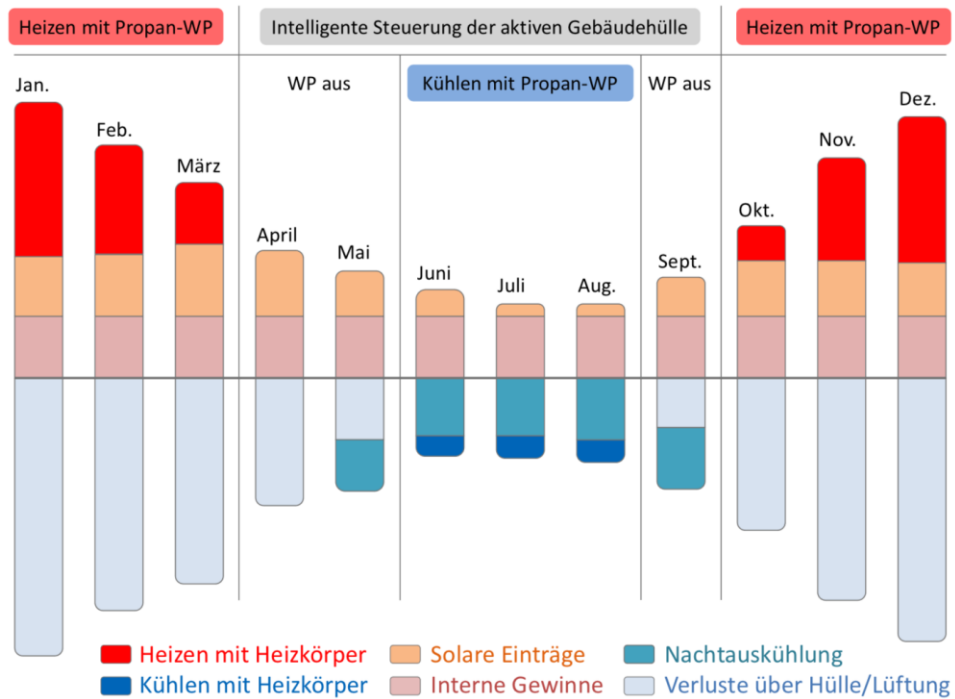 Heizen mit Propan-WP
Intelligente Steuerung der aktiven Gebäudehülle
Heizen mit Propan-WP
WP aus
Kühlen mit Propan-WP
WP aus
Jan.
Feb.
März
April
Mai
Juni
Juli
Aug.
Sept.
Okt.
Nov.
Dez.
Heizen mit Heizkörper
Solare Einträge
Nachtauskühlung
Kühlen mit Heizkörper
Interne Gewinne
Verluste über Hülle/Lüftung